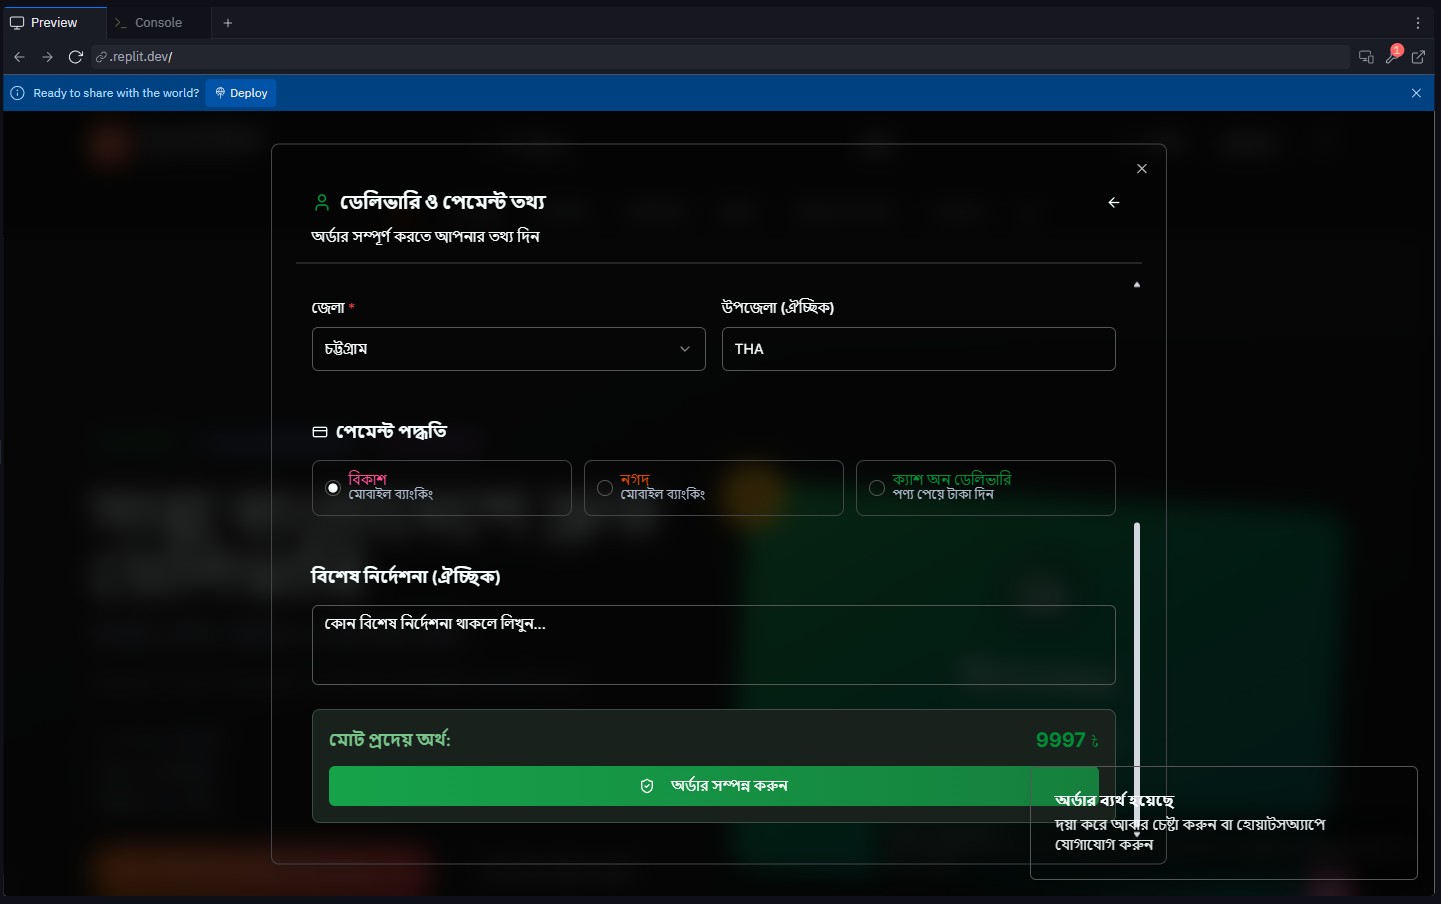 Preview
Console
.replit.dev/
1
Ready to share with the world?
Deploy
ডেলিভারি ও পেমেন্ট তথ্য
অর্ডার সম্পূর্ণ করতে আপনার তথ্য দিন
জেলা *
উপজেলা (ঐচ্ছিক)
চট্টগ্রাম
THA
পেমেন্ট পদ্ধতি
বিকাশ
মোবাইল ব্যাংকিং
নগদ
মোবাইল ব্যাংকিং
ক্যাশ অন ডেলিভারি
পণ্য পেয়ে টাকা দিন
বিশেষ নির্দেশনা (ঐচ্ছিক)
কোন বিশেষ নির্দেশনা থাকলে লিখুন...
মোট প্রদেয় অর্থ:
9997 ৳
অর্ডার সম্পন্ন করুন
অর্ডার ব্যর্থ হয়েছে
দয়া করে আবার চেষ্টা করুন বা হোয়াটসঅ্যাপে
যোগাযোগ করুন